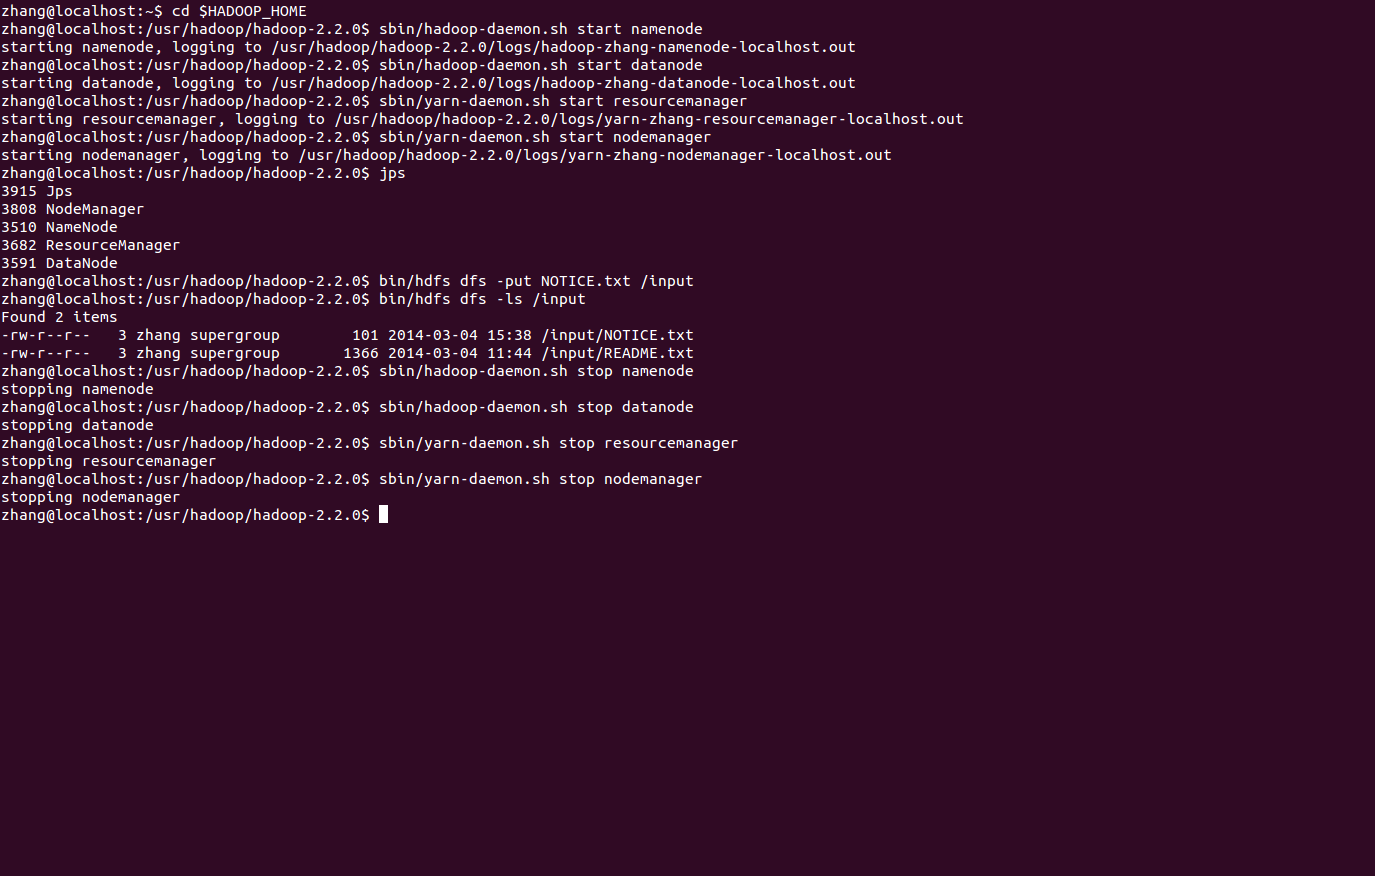 zhang@localhost:~$ cd $HADOOP_HOME
zhang@localhost:/usr/hadoop/hadoop-2.2.0$ sbin/hadoop-daemon.sh start namenode
starting namenode, logging to /usr/hadoop/hadoop-2.2.0/logs/hadoop-zhang-namenode-localhost.out
zhang@localhost:/usr/hadoop/hadoop-2.2.0$ sbin/hadoop-daemon.sh start datanode
starting datanode, logging to /usr/hadoop/hadoop-2.2.0/logs/hadoop-zhang-datanode-localhost.out
zhang@localhost:/usr/hadoop/hadoop-2.2.0$ sbin/yarn-daemon.sh start resourcemanager
starting resourcemanager, logging to /usr/hadoop/hadoop-2.2.0/logs/yarn-zhang-resourcemanager-localhost.out
zhang@localhost:/usr/hadoop/hadoop-2.2.0$ sbin/yarn-daemon.sh start nodemanager
starting nodemanager, logging to /usr/hadoop/hadoop-2.2.0/logs/yarn-zhang-nodemanager-localhost.out
zhang@localhost:/usr/hadoop/hadoop-2.2.0$ jps
3915 Jps
3808 NodeManager
3510 NameNode
3682 ResourceManager
3591 DataNode
zhang@localhost:/usr/hadoop/hadoop-2.2.0$ bin/hdfs dfs -put NOTICE.txt /input
zhang@localhost:/usr/hadoop/hadoop-2.2.0$ bin/hdfs dfs -ls /input
Found 2 items
-rw-r--r--   3 zhang supergroup        101 2014-03-04 15:38 /input/NOTICE.txt
-rw-r--r--   3 zhang supergroup       1366 2014-03-04 11:44 /input/README.txt
zhang@localhost:/usr/hadoop/hadoop-2.2.0$ sbin/hadoop-daemon.sh stop namenode
stopping namenode
zhang@localhost:/usr/hadoop/hadoop-2.2.0$ sbin/hadoop-daemon.sh stop datanode
stopping datanode
zhang@localhost:/usr/hadoop/hadoop-2.2.0$ sbin/yarn-daemon.sh stop resourcemanager
stopping resourcemanager
zhang@localhost:/usr/hadoop/hadoop-2.2.0$ sbin/yarn-daemon.sh stop nodemanager
stopping nodemanager
zhang@localhost:/usr/hadoop/hadoop-2.2.0$